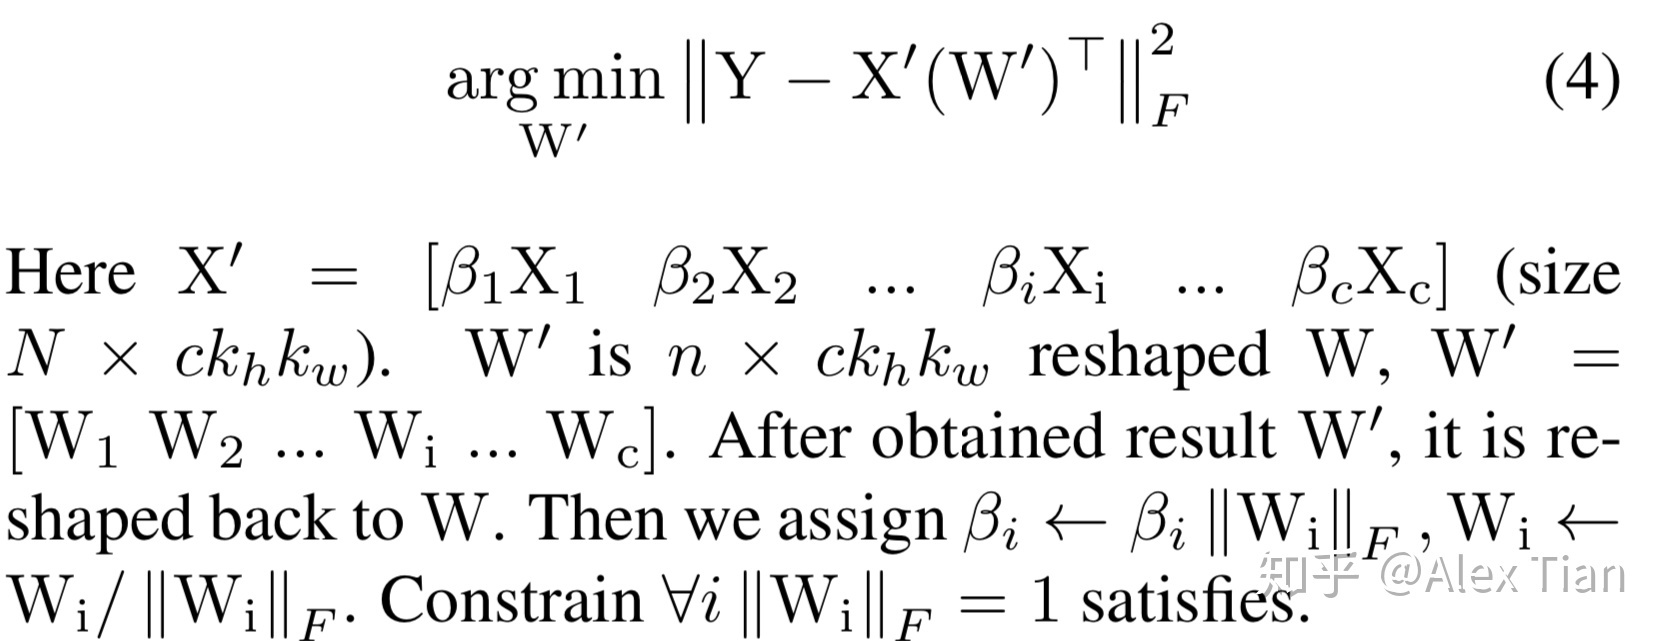 arg min ‖Y − X′(W′)⊤‖²_F (4)
W′
Here X′ = [β₁X₁ β₂X₂ ... βᵢXᵢ ... β_cX_c] (size
N × ckₕk_w). W′ is n × ckₕk_w reshaped W, W′ =
[W₁ W₂ ... Wᵢ ... W_c]. After obtained result W′, it is re-
shaped back to W. Then we assign βᵢ ← βᵢ ‖Wᵢ‖_F , Wᵢ ←
Wᵢ/ ‖Wᵢ‖_F. Constrain ∀i ‖Wᵢ‖_F = 1 satisfies.
知乎 @Alex Tian